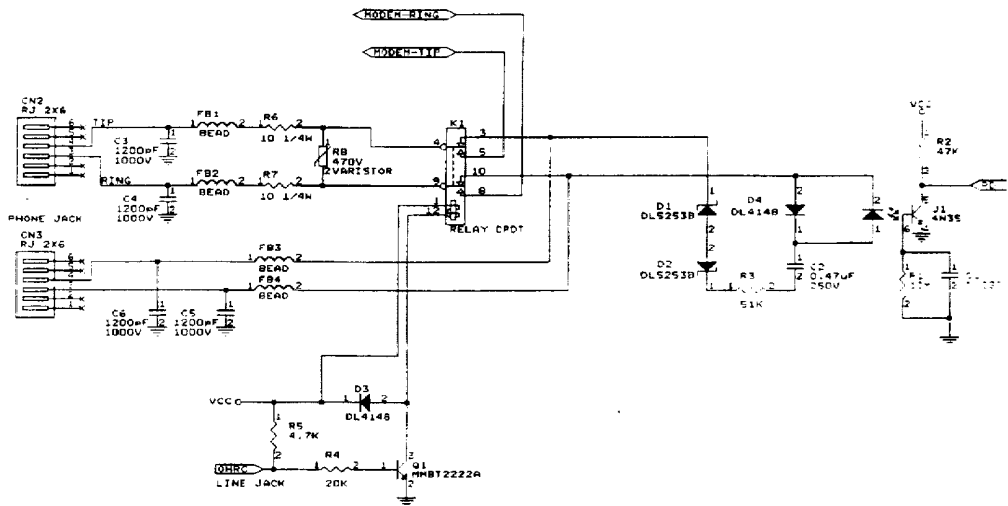 MODEM-RING
MODEM-TIP
CN2
RJ 2X6
TIP
C3
1200pF
1000V
FB1
BEAD
R6
10 1/4W
R8
470V
VARISTOR
K1
RELAY DPDT
RING
C4
1200pF
1000V
FB2
BEAD
R7
10 1/4W
PHONE JACK
CN3
RJ 2X6
FB3
BEAD
FB4
BEAD
C6
1200pF
1000V
C5
1200pF
1000V
D1
DL5253B
D2
DL5253B
D4
DL4148
R3
51K
C2
0.47uF
250V
VCC
R2
47K
J1
4N35
VCC
D3
DL4148
R5
4.7K
OHRC
R4
20K
Q1
MMBT2222A
LINE JACK